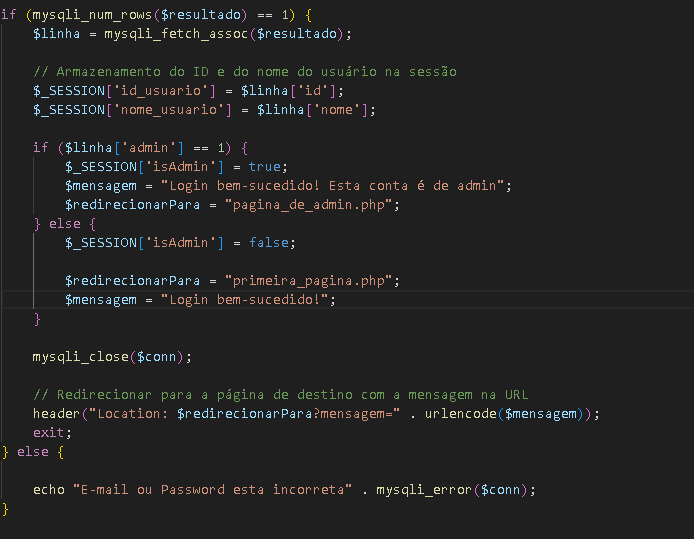 if (mysqli_num_rows($resultado) == 1) {
$linha = mysqli_fetch_assoc($resultado);
// Armazenamento do ID e do nome do usuário na sessão
$_SESSION['id_usuario'] = $linha['id'];
$_SESSION['nome_usuario'] = $linha['nome'];
if ($linha['admin'] == 1) {
$_SESSION['isAdmin'] = true;
$mensagem = "Login bem-sucedido! Esta conta é de admin";
$redirecionarPara = "pagina_de_admin.php";
} else {
$_SESSION['isAdmin'] = false;
$redirecionarPara = "primeira_pagina.php";
$mensagem = "Login bem-sucedido!";
}
mysqli_close($conn);
// Redirecionar para a página de destino com a mensagem na URL
header("Location: $redirecionarPara?mensagem=" . urlencode($mensagem));
exit;
} else {
echo "E-mail ou Password esta incorreta" . mysqli_error($conn);
}